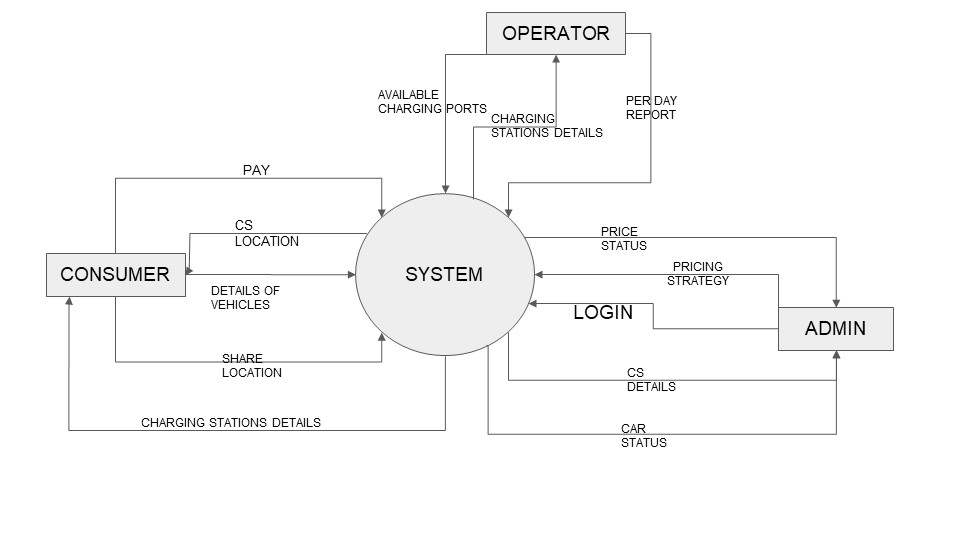 OPERATOR
AVAILABLE
CHARGING PORTS
PER DAY
REPORT
CHARGING
STATIONS DETAILS
PAY
CS
LOCATION
PRICE
STATUS
CONSUMER
SYSTEM
PRICING
STRATEGY
DETAILS OF
VEHICLES
LOGIN
ADMIN
SHARE
LOCATION
CS
DETAILS
CHARGING STATIONS DETAILS
CAR
STATUS